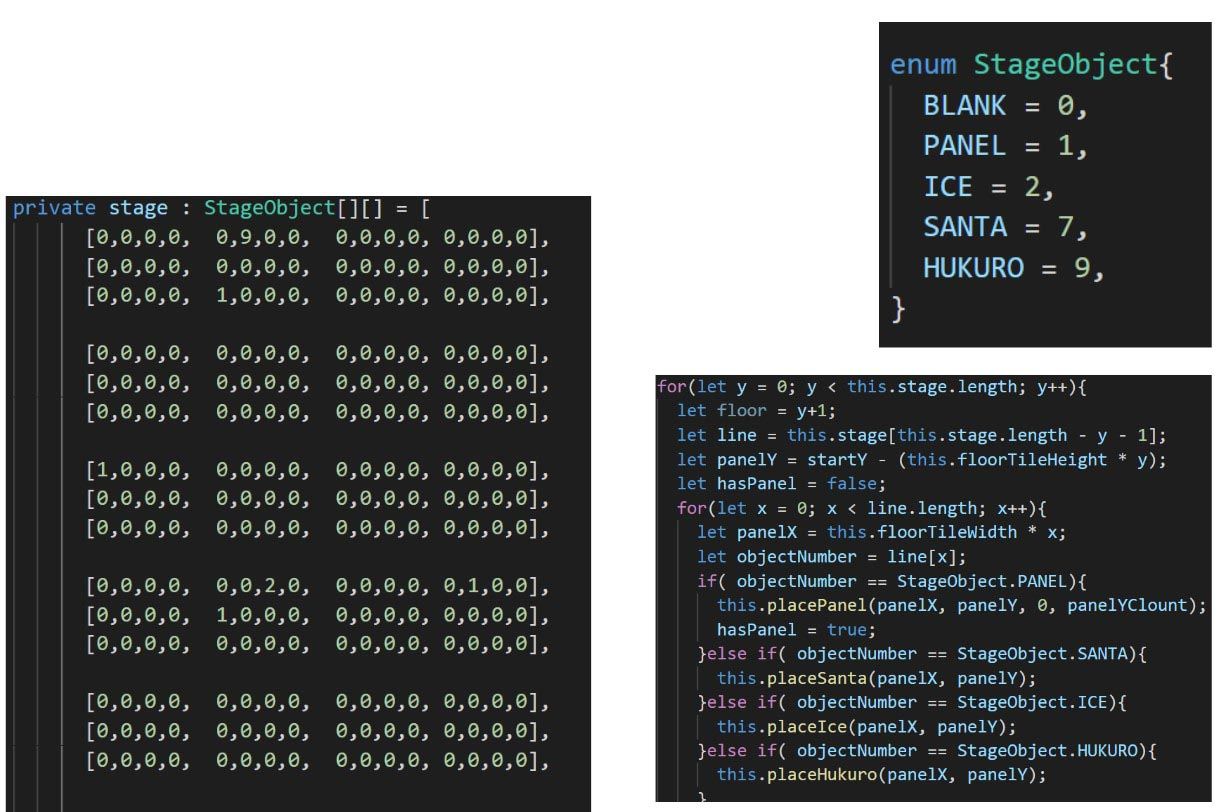 private stage : StageObject[][] = [
[0,0,0,0,  0,9,0,0,  0,0,0,0, 0,0,0,0],
[0,0,0,0,  0,0,0,0,  0,0,0,0, 0,0,0,0],
[0,0,0,0,  1,0,0,0,  0,0,0,0, 0,0,0,0],
[0,0,0,0,  0,0,0,0,  0,0,0,0, 0,0,0,0],
[0,0,0,0,  0,0,0,0,  0,0,0,0, 0,0,0,0],
[0,0,0,0,  0,0,0,0,  0,0,0,0, 0,0,0,0],
[1,0,0,0,  0,0,0,0,  0,0,0,0, 0,0,0,0],
[0,0,0,0,  0,0,0,0,  0,0,0,0, 0,0,0,0],
[0,0,0,0,  0,0,0,0,  0,0,0,0, 0,0,0,0],
[0,0,0,0,  0,0,2,0,  0,0,0,0, 0,1,0,0],
[0,0,0,0,  1,0,0,0,  0,0,0,0, 0,0,0,0],
[0,0,0,0,  0,0,0,0,  0,0,0,0, 0,0,0,0],
[0,0,0,0,  0,0,0,0,  0,0,0,0, 0,0,0,0],
[0,0,0,0,  0,0,0,0,  0,0,0,0, 0,0,0,0],
[0,0,0,0,  0,0,0,0,  0,0,0,0, 0,0,0,0],
enum StageObject{
BLANK = 0,
PANEL = 1,
ICE = 2,
SANTA = 7,
HUKURO = 9,
}
for(let y = 0; y < this.stage.length; y++){
let floor = y+1;
let line = this.stage[this.stage.length - y - 1];
let panelY = startY - (this.floorTileHeight * y);
let hasPanel = false;
for(let x = 0; x < line.length; x++){
let panelX = this.floorTileWidth * x;
let objectNumber = line[x];
if( objectNumber == StageObject.PANEL){
this.placePanel(panelX, panelY, 0, panelYClount);
hasPanel = true;
}else if( objectNumber == StageObject.SANTA){
this.placeSanta(panelX, panelY);
}else if( objectNumber == StageObject.ICE){
this.placeIce(panelX, panelY);
}else if( objectNumber == StageObject.HUKURO){
this.placeHukuro(panelX, panelY);
}